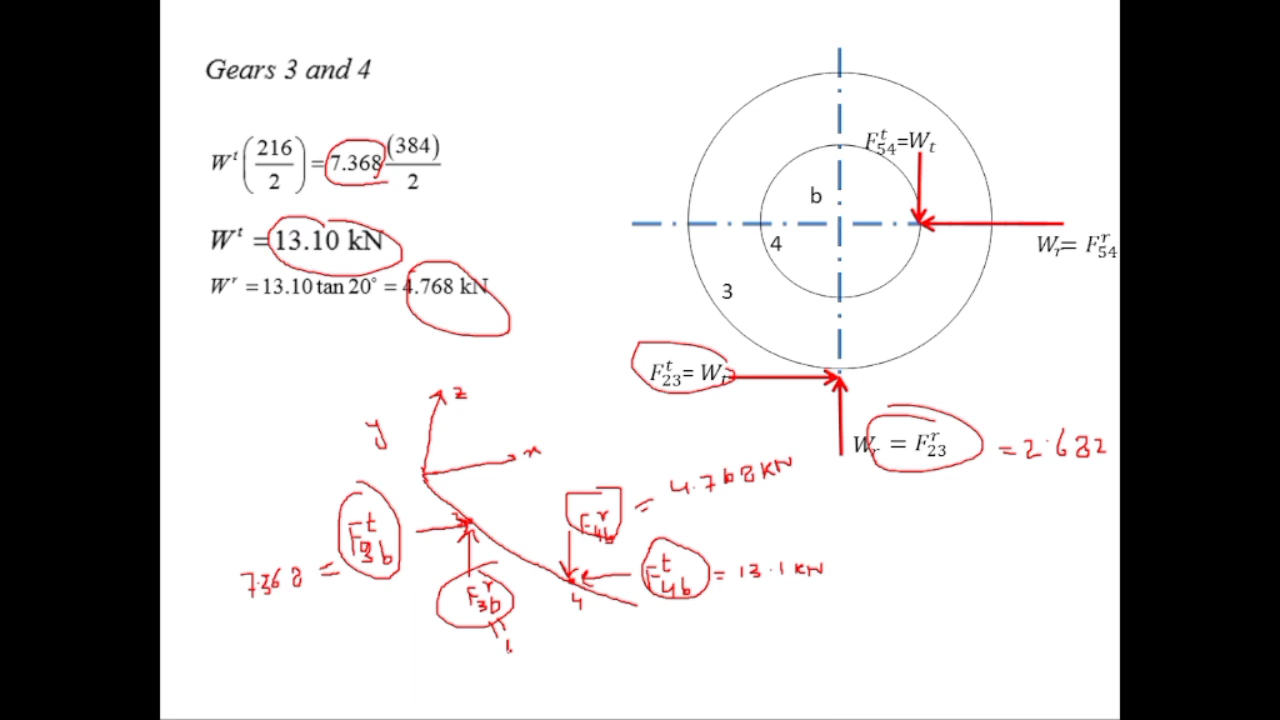 Gears 3 and 4
W^t (216/2) = 7.368 (384)/2
W^t = 13.10 kN
W^r = 13.10 tan 20° = 4.768 kN
F^t_54=W_t
b
4
W_r= F^r_54
3
F^t_23= W_t
W_r = F^r_23 = 2.682
z
y
x
F^r_4b = 4.768 KN
7.368 = F^t_3b
F^t_4b = 13.1 KN
F^r_3b
4